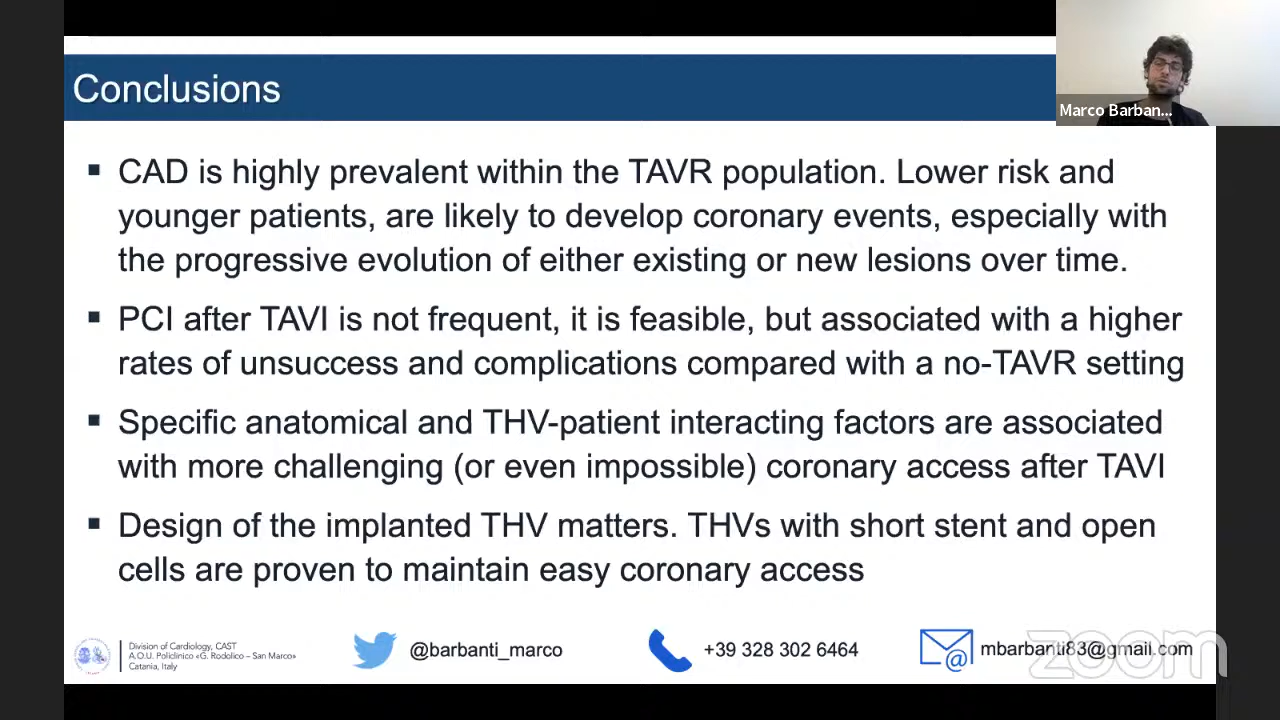 Conclusions
Marco Barban...
▪ CAD is highly prevalent within the TAVR population. Lower risk and
younger patients, are likely to develop coronary events, especially with
the progressive evolution of either existing or new lesions over time.
▪ PCI after TAVI is not frequent, it is feasible, but associated with a higher
rates of unsuccess and complications compared with a no-TAVR setting
▪ Specific anatomical and THV-patient interacting factors are associated
with more challenging (or even impossible) coronary access after TAVI
▪ Design of the implanted THV matters. THVs with short stent and open
cells are proven to maintain easy coronary access
Division of Cardiology, CAST
A.O.U. Policlinico «G. Rodolico – San Marco»
Catania, Italy
@barbanti_marco
+39 328 302 6464
mbarbanti83@gmail.com
zoom